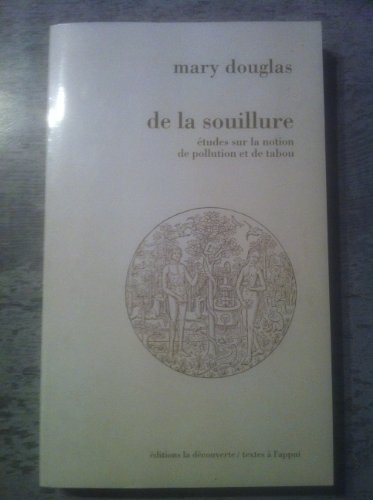 mary douglas
de la souillure
études sur la notion
de pollution et de tabou
éditions la découverte / textes à l'appui